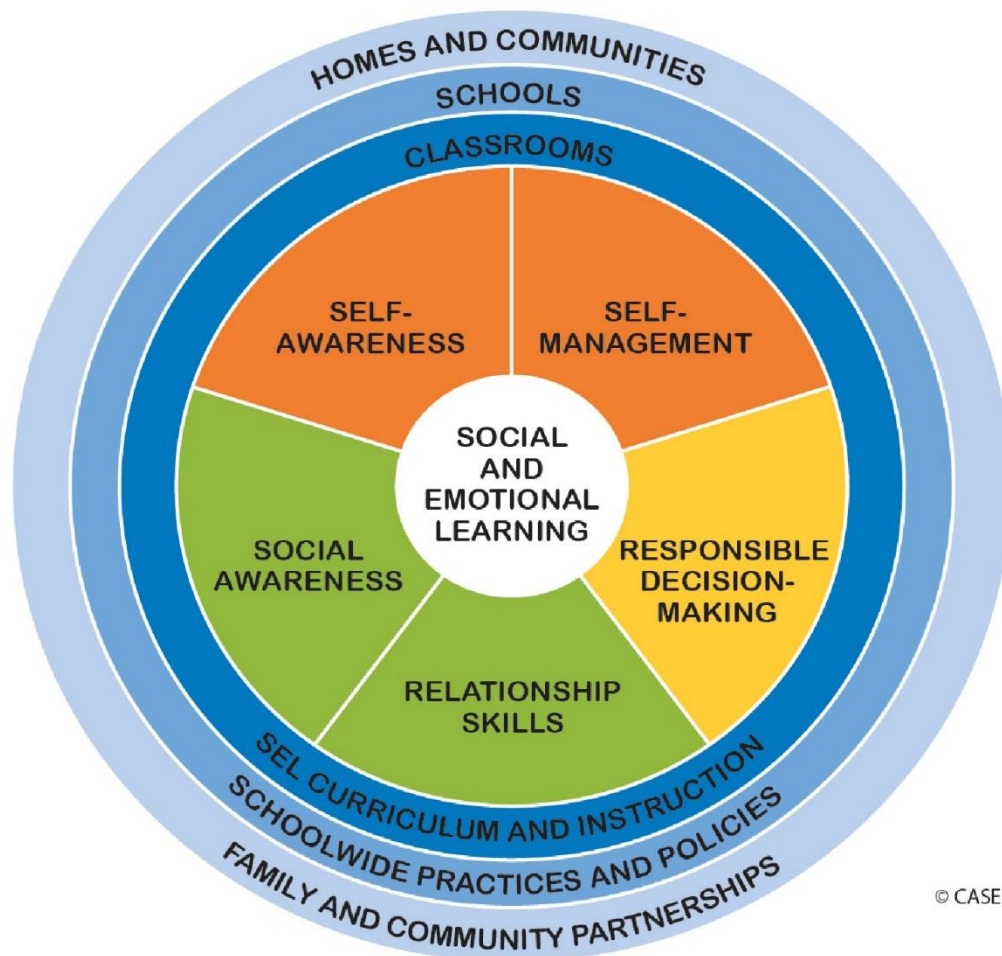 HOMES AND COMMUNITIES
SCHOOLS
CLASSROOMS
SELF-
AWARENESS
SELF-
MANAGEMENT
SOCIAL
AND
EMOTIONAL
LEARNING
SOCIAL
AWARENESS
RESPONSIBLE
DECISION-
MAKING
RELATIONSHIP
SKILLS
SEL CURRICULUM AND INSTRUCTION
SCHOOLWIDE PRACTICES AND POLICIES
FAMILY AND COMMUNITY PARTNERSHIPS
© CASE